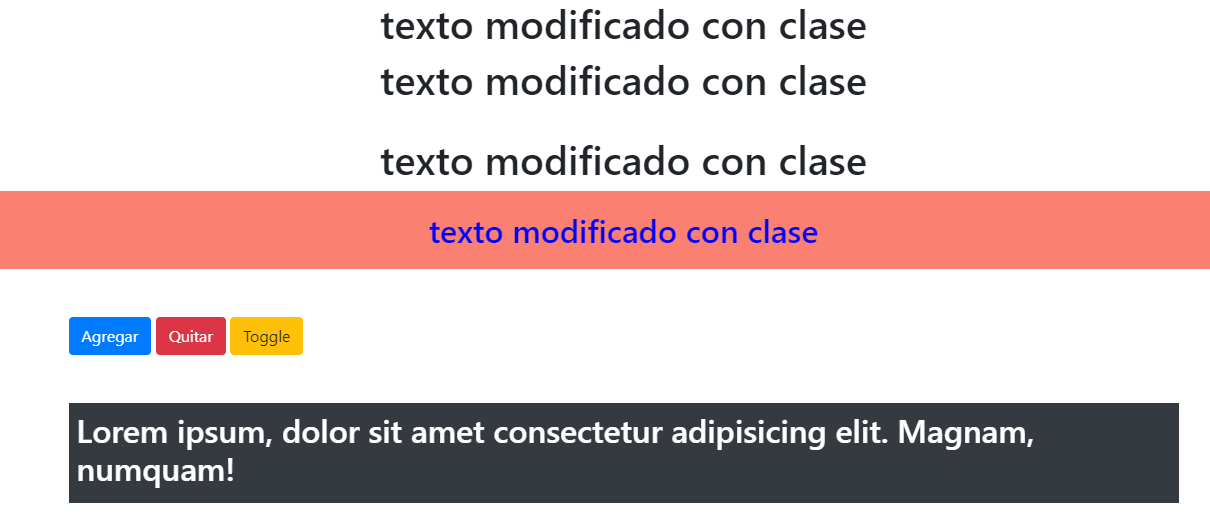 texto modificado con clase
texto modificado con clase
texto modificado con clase
texto modificado con clase
Agregar Quitar Toggle
Lorem ipsum, dolor sit amet consectetur adipisicing elit. Magnam,
numquam!